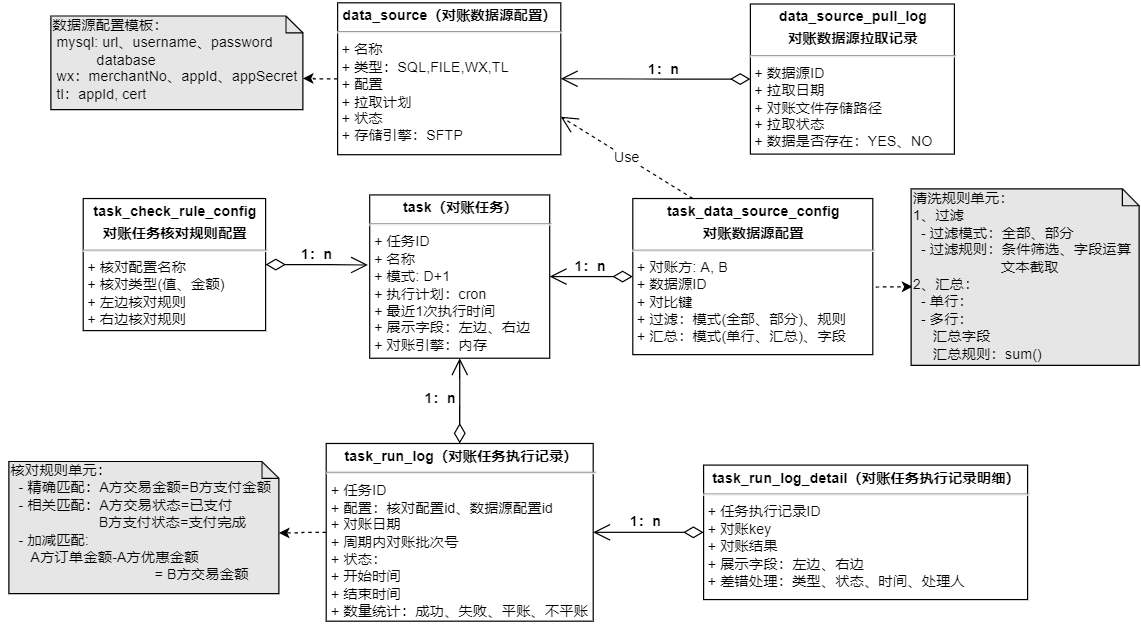 数据源配置模板：
mysql: url、username、password
database
wx：merchantNo、appId、appSecret
tl：appId, cert
data_source（对账数据源配置）
+ 名称
+ 类型：SQL,FILE,WX,TL
+ 配置
+ 拉取计划
+ 状态
+ 存储引擎：SFTP
1：n
data_source_pull_log
对账数据源拉取记录
+ 数据源ID
+ 拉取日期
+ 对账文件存储路径
+ 拉取状态
+ 数据是否存在：YES、NO
Use
task_check_rule_config
对账任务核对规则配置
+ 核对配置名称
+ 核对类型(值、金额)
+ 左边核对规则
+ 右边核对规则
1：n
task（对账任务）
+ 任务ID
+ 名称
+ 模式: D+1
+ 执行计划：cron
+ 最近1次执行时间
+ 展示字段：左边、右边
+ 对账引擎：内存
1：n
task_data_source_config
对账数据源配置
+ 对账方: A, B
+ 数据源ID
+ 对比键
+ 过滤：模式(全部、部分)、规则
+ 汇总：模式(单行、汇总)、字段
清洗规则单元：
1、过滤
- 过滤模式：全部、部分
- 过滤规则：条件筛选、字段运算
文本截取
2、汇总：
- 单行：
- 多行：
汇总字段
汇总规则：sum()
1：n
核对规则单元：
- 精确匹配：A方交易金额=B方支付金额
- 相关匹配：A方交易状态=已支付
B方支付状态=支付完成
- 加减匹配:
A方订单金额-A方优惠金额
= B方交易金额
task_run_log（对账任务执行记录）
+ 任务ID
+ 配置：核对配置id、数据源配置id
+ 对账日期
+ 周期内对账批次号
+ 状态：
+ 开始时间
+ 结束时间
+ 数量统计：成功、失败、平账、不平账
1：n
task_run_log_detail（对账任务执行记录明细）
+ 任务执行记录ID
+ 对账key
+ 对账结果
+ 展示字段：左边、右边
+ 差错处理：类型、状态、时间、处理人